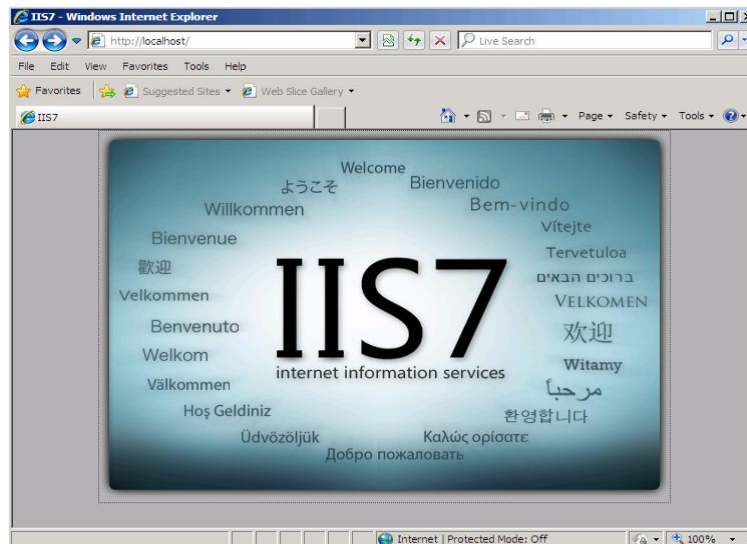 IIS7 - Windows Internet Explorer
http://localhost/
Live Search
File Edit View Favorites Tools Help
Favorites Suggested Sites Web Slice Gallery
IIS7 Page Safety Tools
Welcome
ようこそ Bienvenido
Willkommen Bem-vindo
Vítejte
Bienvenue
Tervetuloa
歡迎
ברוכים הבאים
Velkommen
VELKOMEN
Benvenuto
欢迎
IIS7
Welkom
Witamy
internet information services
Välkommen
مرحباً
Hoş Geldiniz
환영합니다
Üdvözöljük Καλώς ορίσατε
Добро пожаловать
Internet | Protected Mode: Off 100%